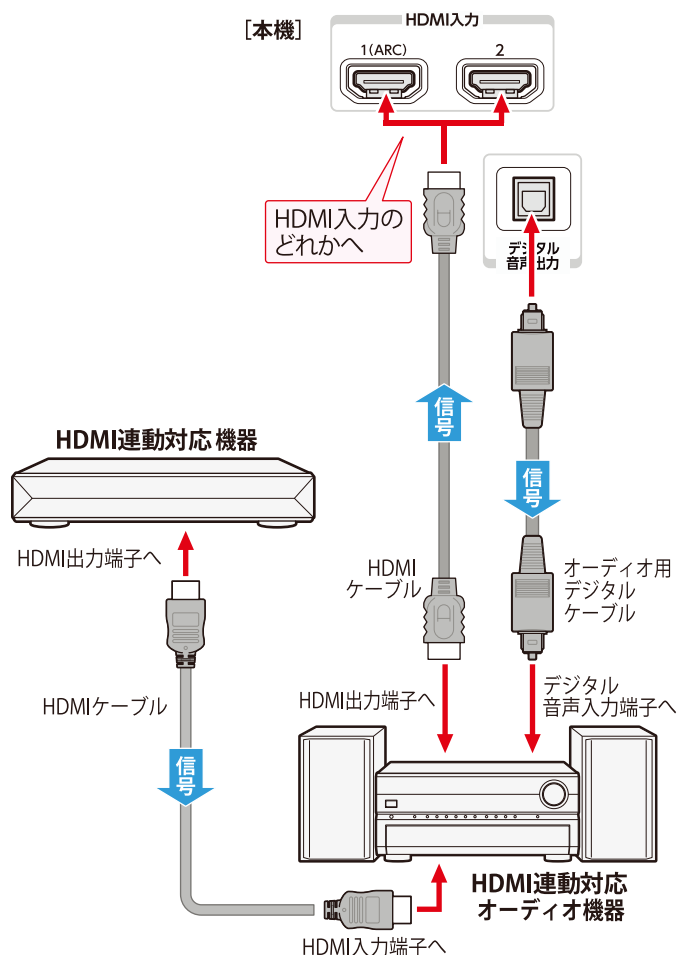 [本機]
HDMI入力
1(ARC)
2
HDMI入力の
どれかへ
デジタル
音声出力
信号
信号
HDMI連動対応機器
HDMI出力端子へ
HDMI
ケーブル
オーディオ用
デジタル
ケーブル
HDMIケーブル
HDMI出力端子へ
デジタル
音声入力端子へ
信号
HDMI連動対応
オーディオ機器
HDMI入力端子へ